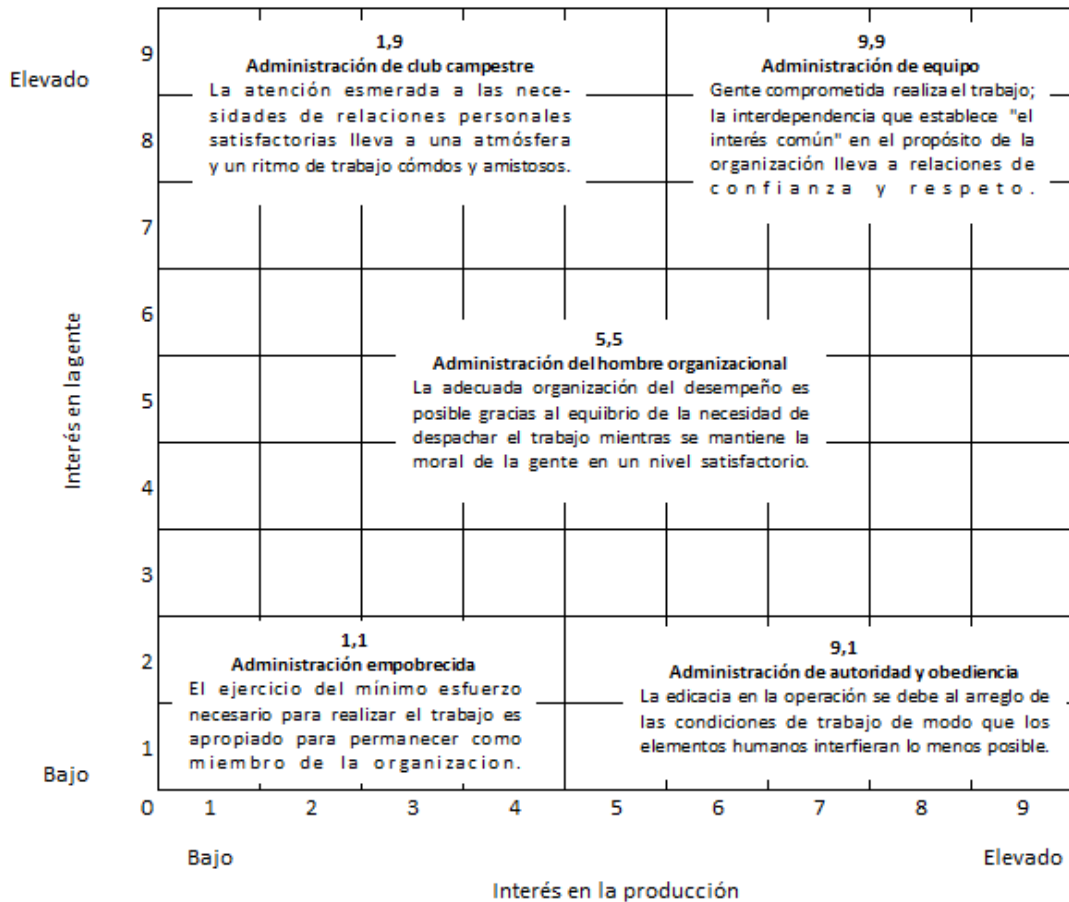 1,9
Administración de club campestre
La atención esmerada a las nece-
sidades de relaciones personales
satisfactorias lleva a una atmósfera
y un ritmo de trabajo cómdos y amistosos.
9,9
Administración de equipo
Gente comprometida realiza el trabajo;
la interdependencia que establece "el
interés común" en el propósito de la
organización lleva a relaciones de
confianza y respeto.
Elevado
9
8
7
6
5
4
3
2
1
Interés en la gente
5,5
Administración del hombre organizacional
La adecuada organización del desempeño es
posible gracias al equiibrio de la necesidad de
despachar el trabajo mientras se mantiene la
moral de la gente en un nivel satisfactorio.
1,1
Administración empobrecida
El ejercicio del mínimo esfuerzo
necesario para realizar el trabajo es
apropiado para permanecer como
miembro de la organizacion.
9,1
Administración de autoridad y obediencia
La edicacia en la operación se debe al arreglo de
las condiciones de trabajo de modo que los
elementos humanos interfieran lo menos posible.
Bajo
0 1 2 3 4 5 6 7 8 9
Bajo Elevado
Interés en la producción